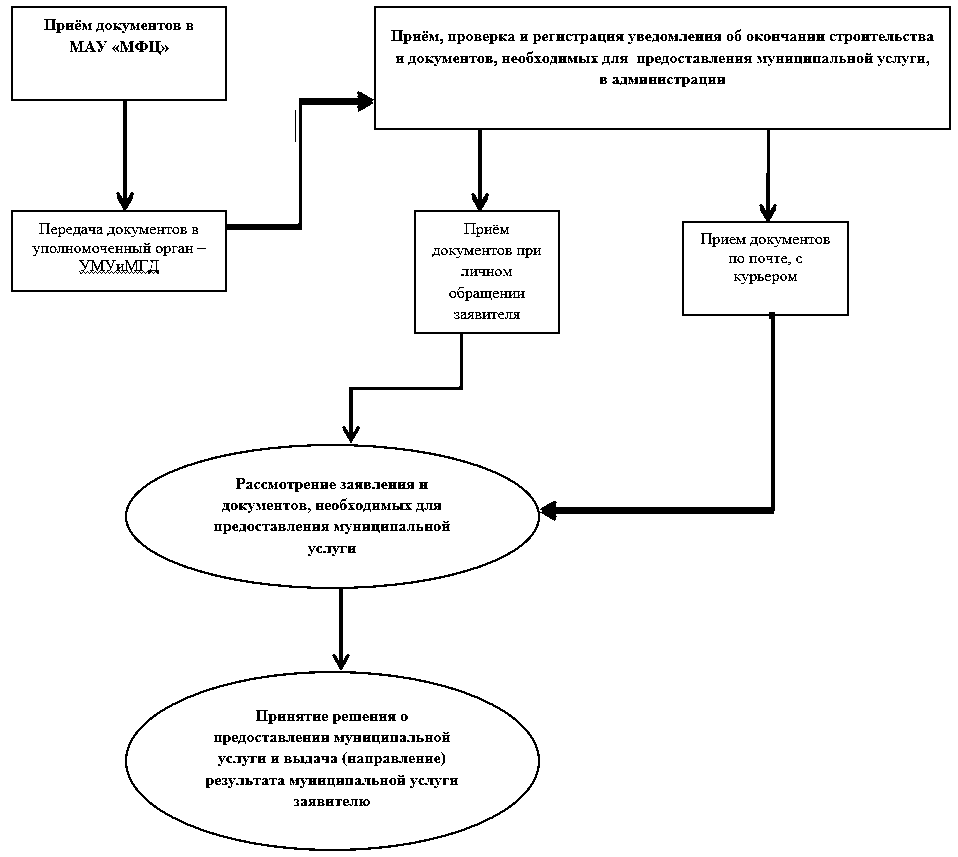 Приём документов в
МАУ «МФЦ»
Приём, проверка и регистрация уведомления об окончании строительства
и документов, необходимых для предоставления муниципальной услуги,
в администрации
Передача документов в
уполномоченный орган –
УМУиМГД
Приём
документов при
личном
обращении
заявителя
Прием документов
по почте, с
курьером
Рассмотрение заявления и
документов, необходимых для
предоставления муниципальной
услуги
Принятие решения о
предоставлении муниципальной
услуги и выдача (направление)
результата муниципальной услуги
заявителю